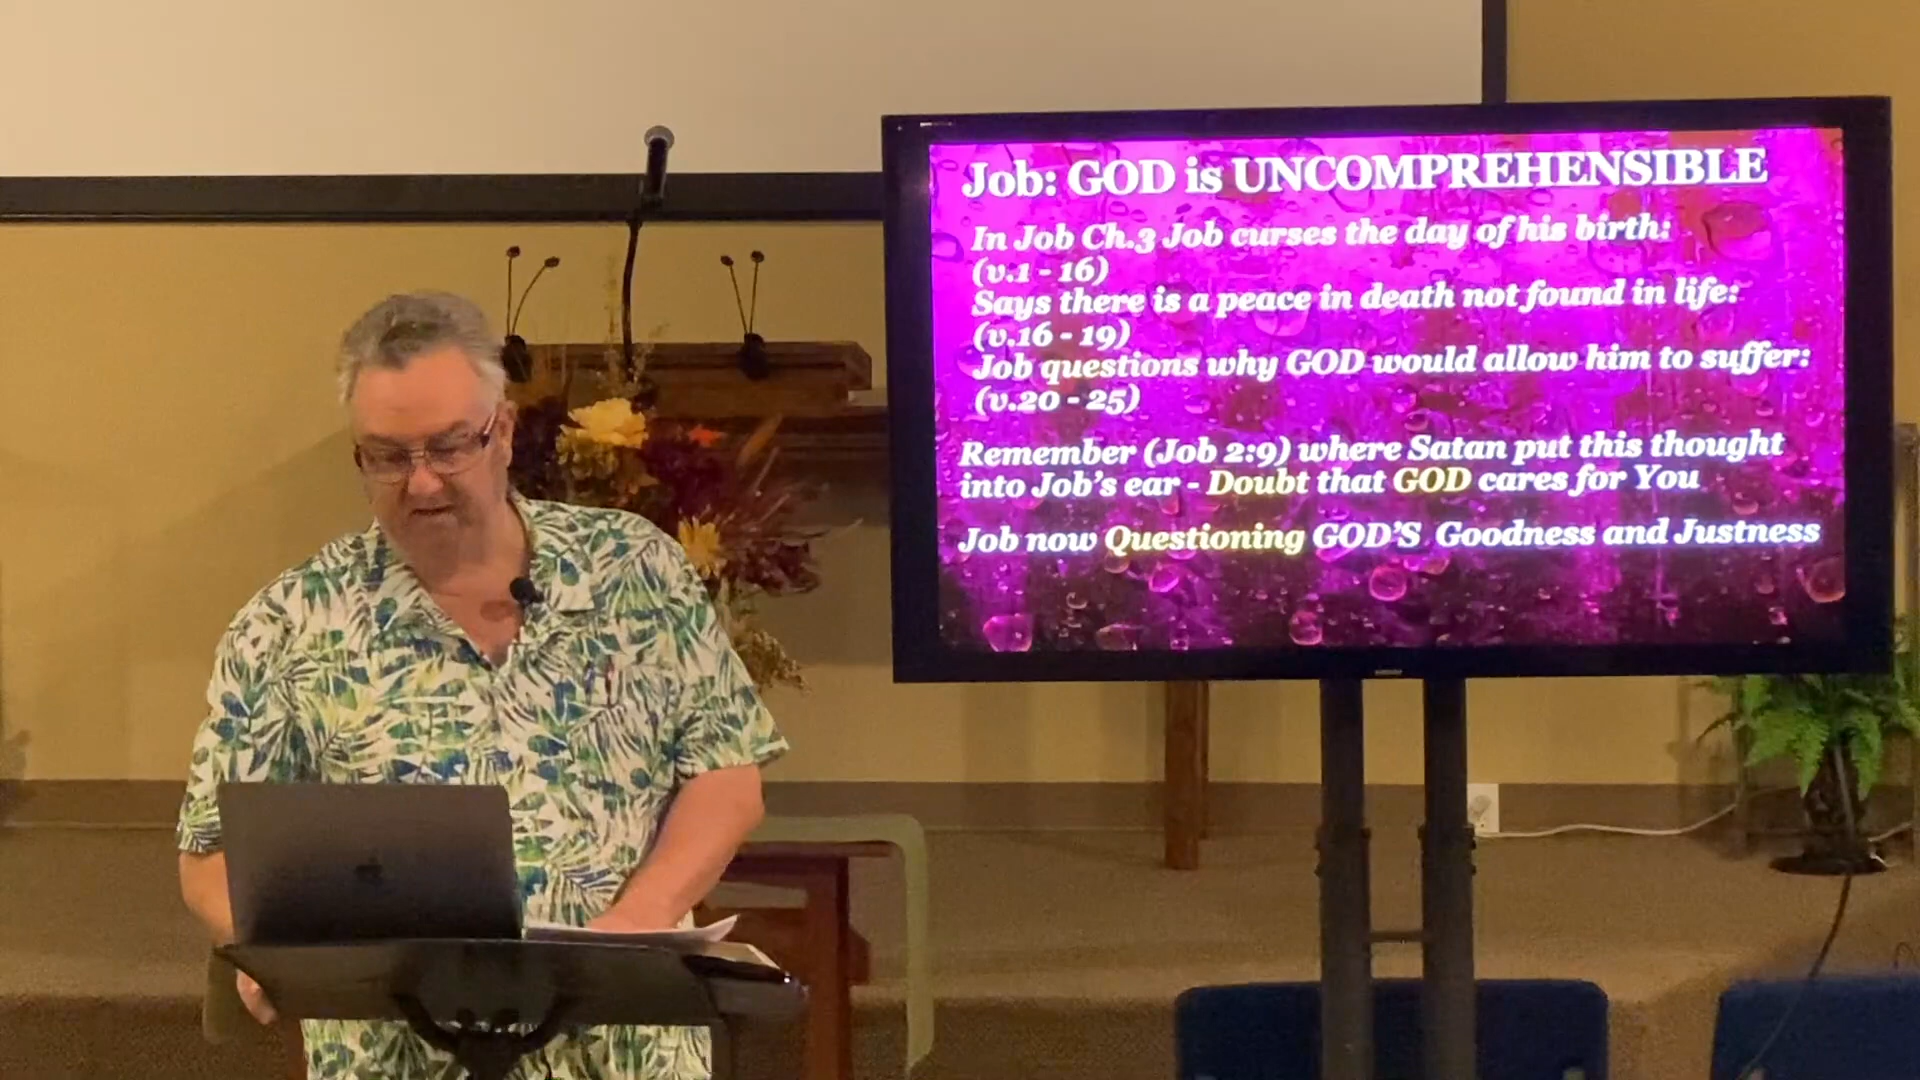 Job: GOD is UNCOMPREHENSIBLE
In Job Ch.3 Job curses the day of his birth:
(v.1 - 16)
Says there is a peace in death not found in life:
(v.16 - 19)
Job questions why GOD would allow him to suffer:
(v.20 - 25)
Remember (Job 2:9) where Satan put this thought
into Job's ear - Doubt that GOD cares for You
Job now Questioning GOD'S Goodness and Justness